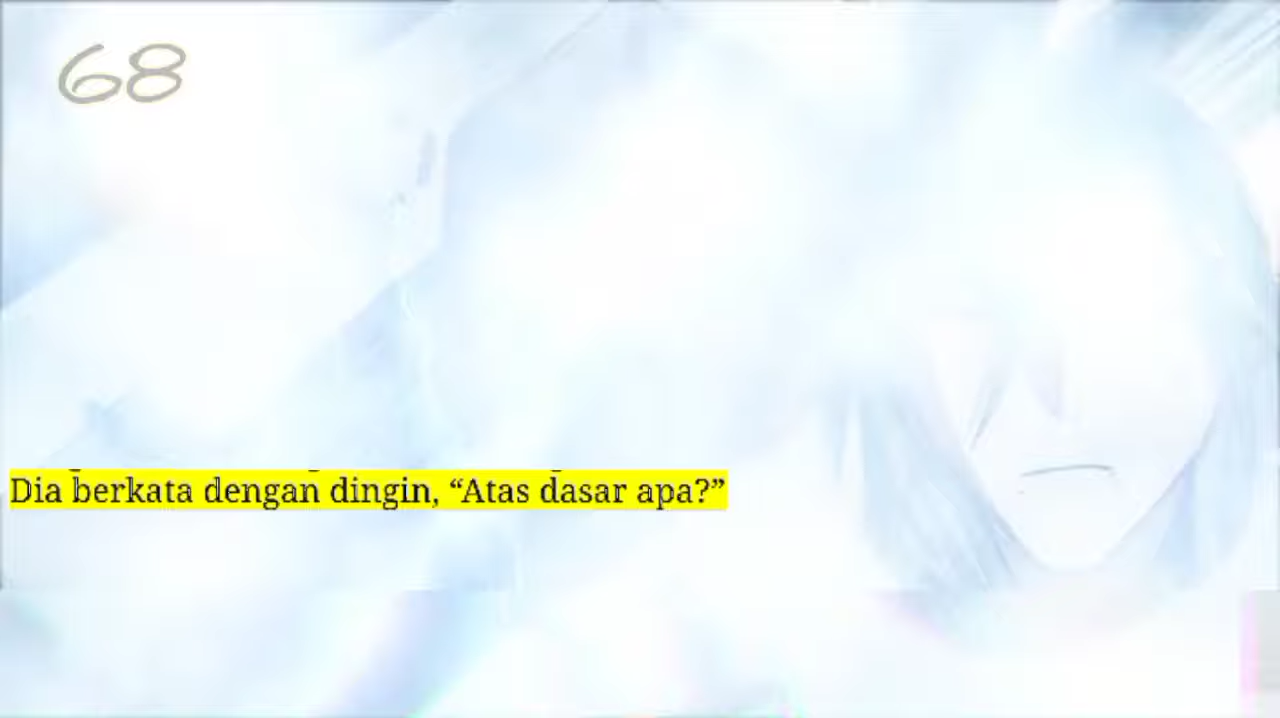 68
Dia berkata dengan dingin, “Atas dasar apa?”